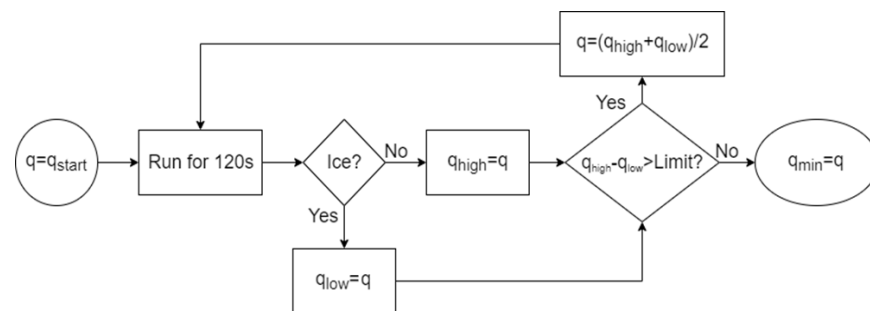 q=(qhigh+qlow)/2
Yes
q=qstart
Run for 120s
Ice?
No
qhigh=q
qhigh-qlow>Limit?
No
qmin=q
Yes
qlow=q